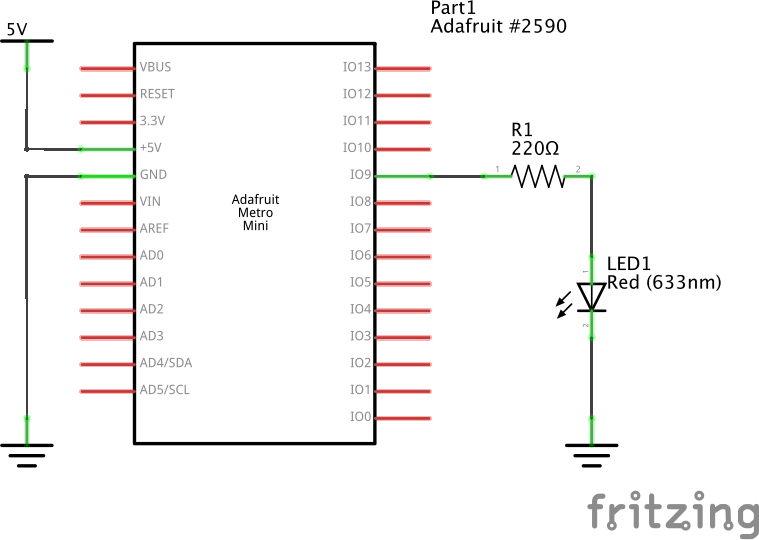 Part1
Adafruit #2590
5V
VBUS
RESET
3.3V
+5V
GND
VIN
AREF
AD0
AD1
AD2
AD3
AD4/SDA
AD5/SCL
Adafruit
Metro
Mini
IO13
IO12
IO11
IO10
IO9
IO8
IO7
IO6
IO5
IO4
IO3
IO2
IO1
IO0
R1
220Ω
1
2
LED1
Red (633nm)
1
2
fritzing